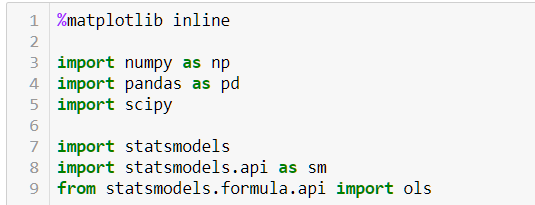 1 %matplotlib inline
2
3 import numpy as np
4 import pandas as pd
5 import scipy
6
7 import statsmodels
8 import statsmodels.api as sm
9 from statsmodels.formula.api import ols